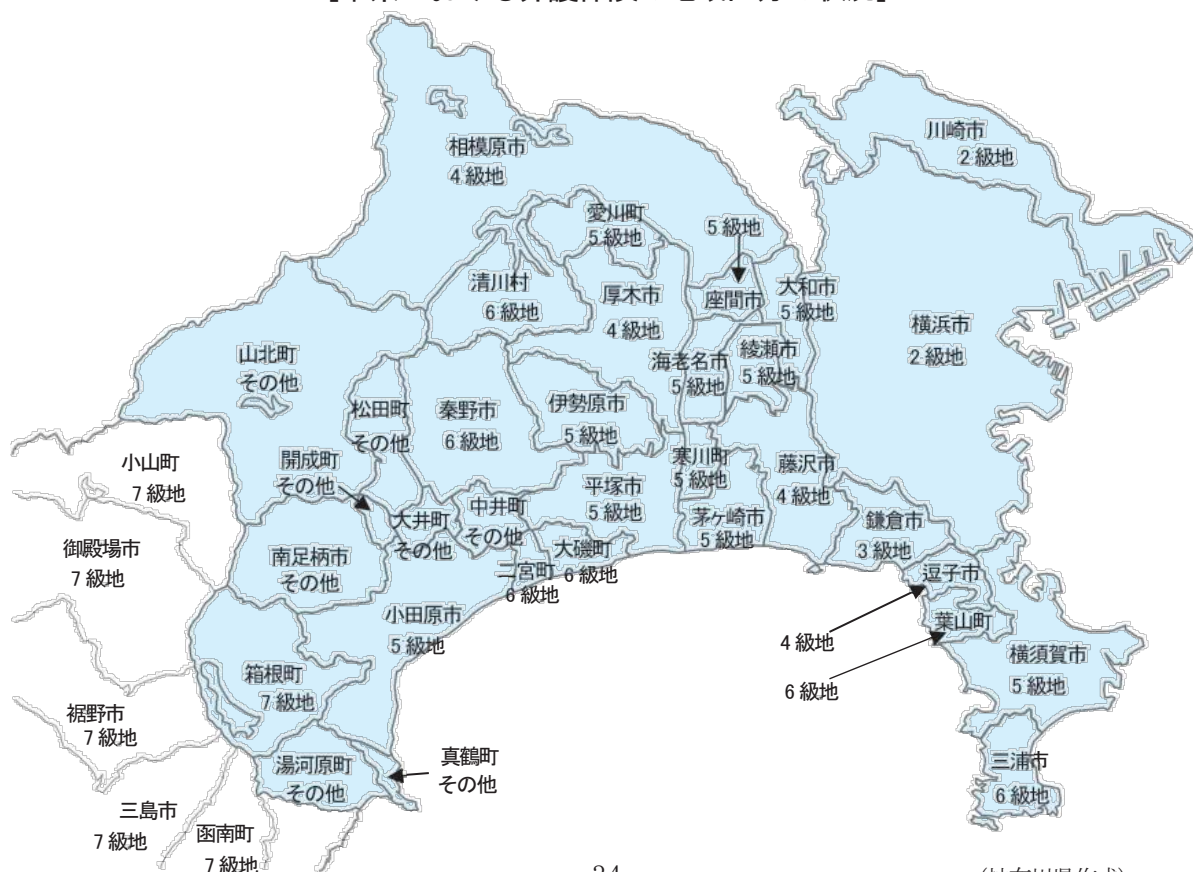 相模原市
4級地
川崎市
2級地
愛川町
5級地
5級地
清川村
6級地
厚木市
4級地
座間市
大和市
5級地
横浜市
2級地
山北町
その他
海老名市
5級地
綾瀬市
5級地
松田町
その他
秦野市
6級地
伊勢原市
5級地
小山町
7級地
開成町
その他
寒川町
5級地
藤沢市
4級地
平塚市
5級地
大井町
その他
中井町
その他
茅ヶ崎市
5級地
鎌倉市
3級地
御殿場市
7級地
南足柄市
その他
大磯町
6級地
二宮町
6級地
逗子市
葉山町
小田原市
5級地
4級地
6級地
横須賀市
5級地
箱根町
7級地
裾野市
7級地
湯河原町
その他
真鶴町
その他
三浦市
6級地
三島市
7級地
函南町
7級地
24